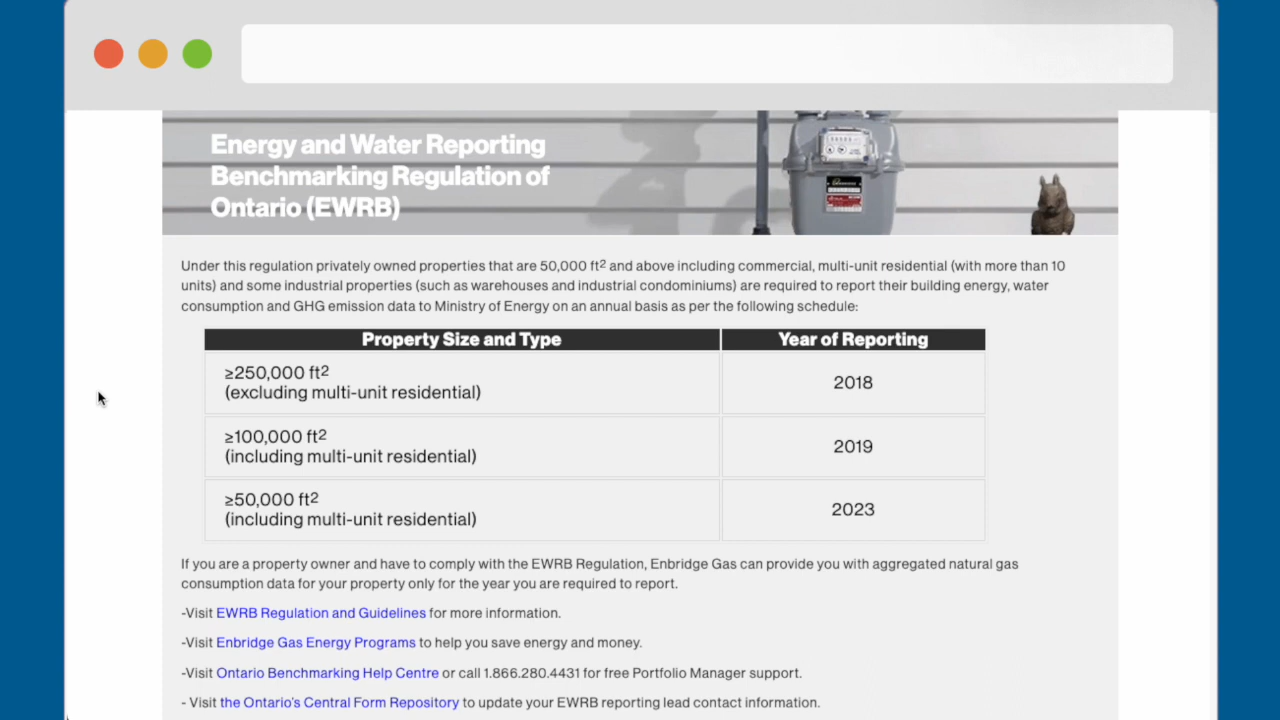 Energy and Water Reporting
Benchmarking Regulation of
Ontario (EWRB)
Under this regulation privately owned properties that are 50,000 ft² and above including commercial, multi-unit residential (with more than 10
units) and some industrial properties (such as warehouses and industrial condominiums) are required to report their building energy, water
consumption and GHG emission data to Ministry of Energy on an annual basis as per the following schedule:
Property Size and Type Year of Reporting
≥250,000 ft²
(excluding multi-unit residential) 2018
≥100,000 ft²
(including multi-unit residential) 2019
≥50,000 ft²
(including multi-unit residential) 2023
If you are a property owner and have to comply with the EWRB Regulation, Enbridge Gas can provide you with aggregated natural gas
consumption data for your property only for the year you are required to report.
-Visit EWRB Regulation and Guidelines for more information.
-Visit Enbridge Gas Energy Programs to help you save energy and money.
-Visit Ontario Benchmarking Help Centre or call 1.866.280.4431 for free Portfolio Manager support.
- Visit the Ontario's Central Form Repository to update your EWRB reporting lead contact information.